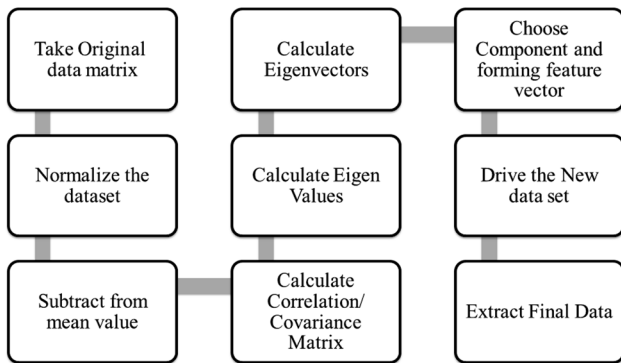 Take Original
data matrix
Normalize the
dataset
Subtract from
mean value
Calculate
Correlation/
Covariance
Matrix
Calculate Eigen
Values
Calculate
Eigenvectors
Choose
Component and
forming feature
vector
Drive the New
data set
Extract Final Data